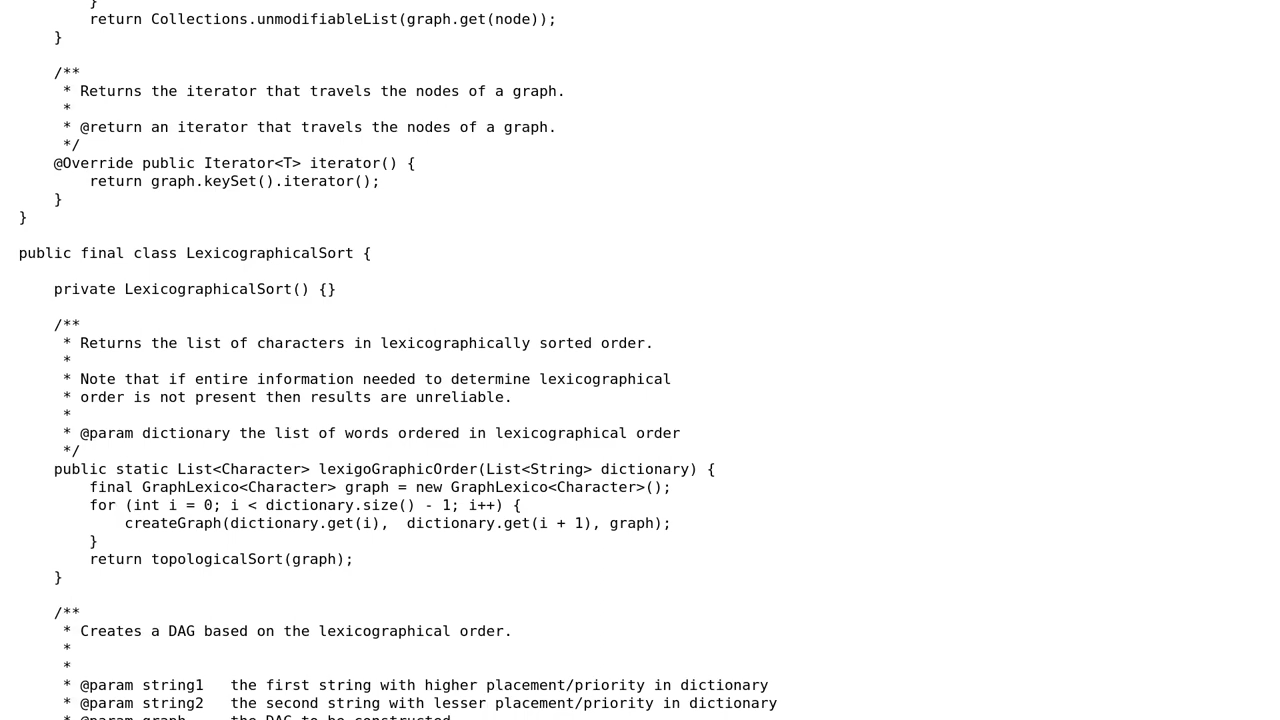 }
        return Collections.unmodifiableList(graph.get(node));
    }

    /**
     * Returns the iterator that travels the nodes of a graph.
     *
     * @return an iterator that travels the nodes of a graph.
     */
    @Override public Iterator<T> iterator() {
        return graph.keySet().iterator();
    }
}

public final class LexicographicalSort {

    private LexicographicalSort() {}

    /**
     * Returns the list of characters in lexicographically sorted order.
     *
     * Note that if entire information needed to determine lexicographical
     * order is not present then results are unreliable.
     *
     * @param dictionary the list of words ordered in lexicographical order
     */
    public static List<Character> lexigoGraphicOrder(List<String> dictionary) {
        final GraphLexico<Character> graph = new GraphLexico<Character>();
        for (int i = 0; i < dictionary.size() - 1; i++) {
            createGraph(dictionary.get(i),  dictionary.get(i + 1), graph);
        }
        return topologicalSort(graph);
    }

    /**
     * Creates a DAG based on the lexicographical order.
     *
     *
     * @param string1   the first string with higher placement/priority in dictionary
     * @param string2   the second string with lesser placement/priority in dictionary
     * @param graph     the DAG to be constructed